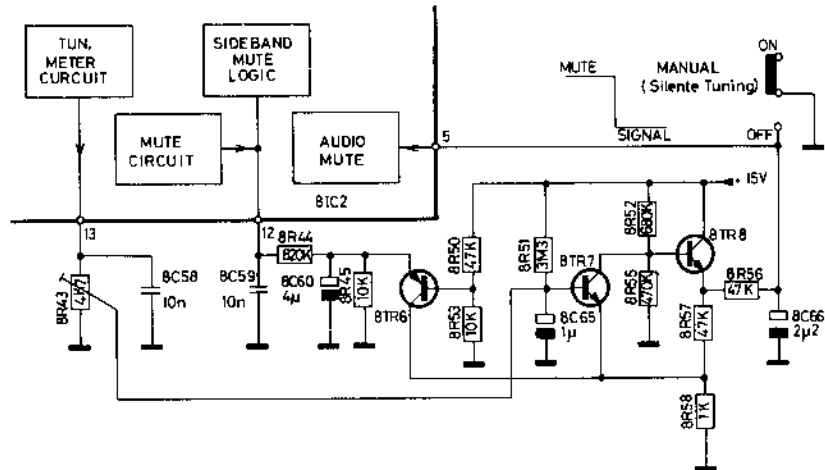 TUN.
METER
CURCUIT
SIDEBAND
MUTE
LOGIC
MUTE
CIRCUIT
AUDIO
MUTE
8IC2
5
MUTE
SIGNAL
MANUAL
(Silente Tuning)
ON
OFF
+ 15V
13
12
8R43
4K7
8C58
10n
8C59
10n
8R44
820K
8C60
4µ
8R45
10K
8TR6
8R50
47K
8R53
10K
8R51
3M3
8C65
1µ
8TR7
8R52
680K
8R55
470K
8TR8
8R56
47K
8R57
47K
8C66
2µ2
8R58
1K